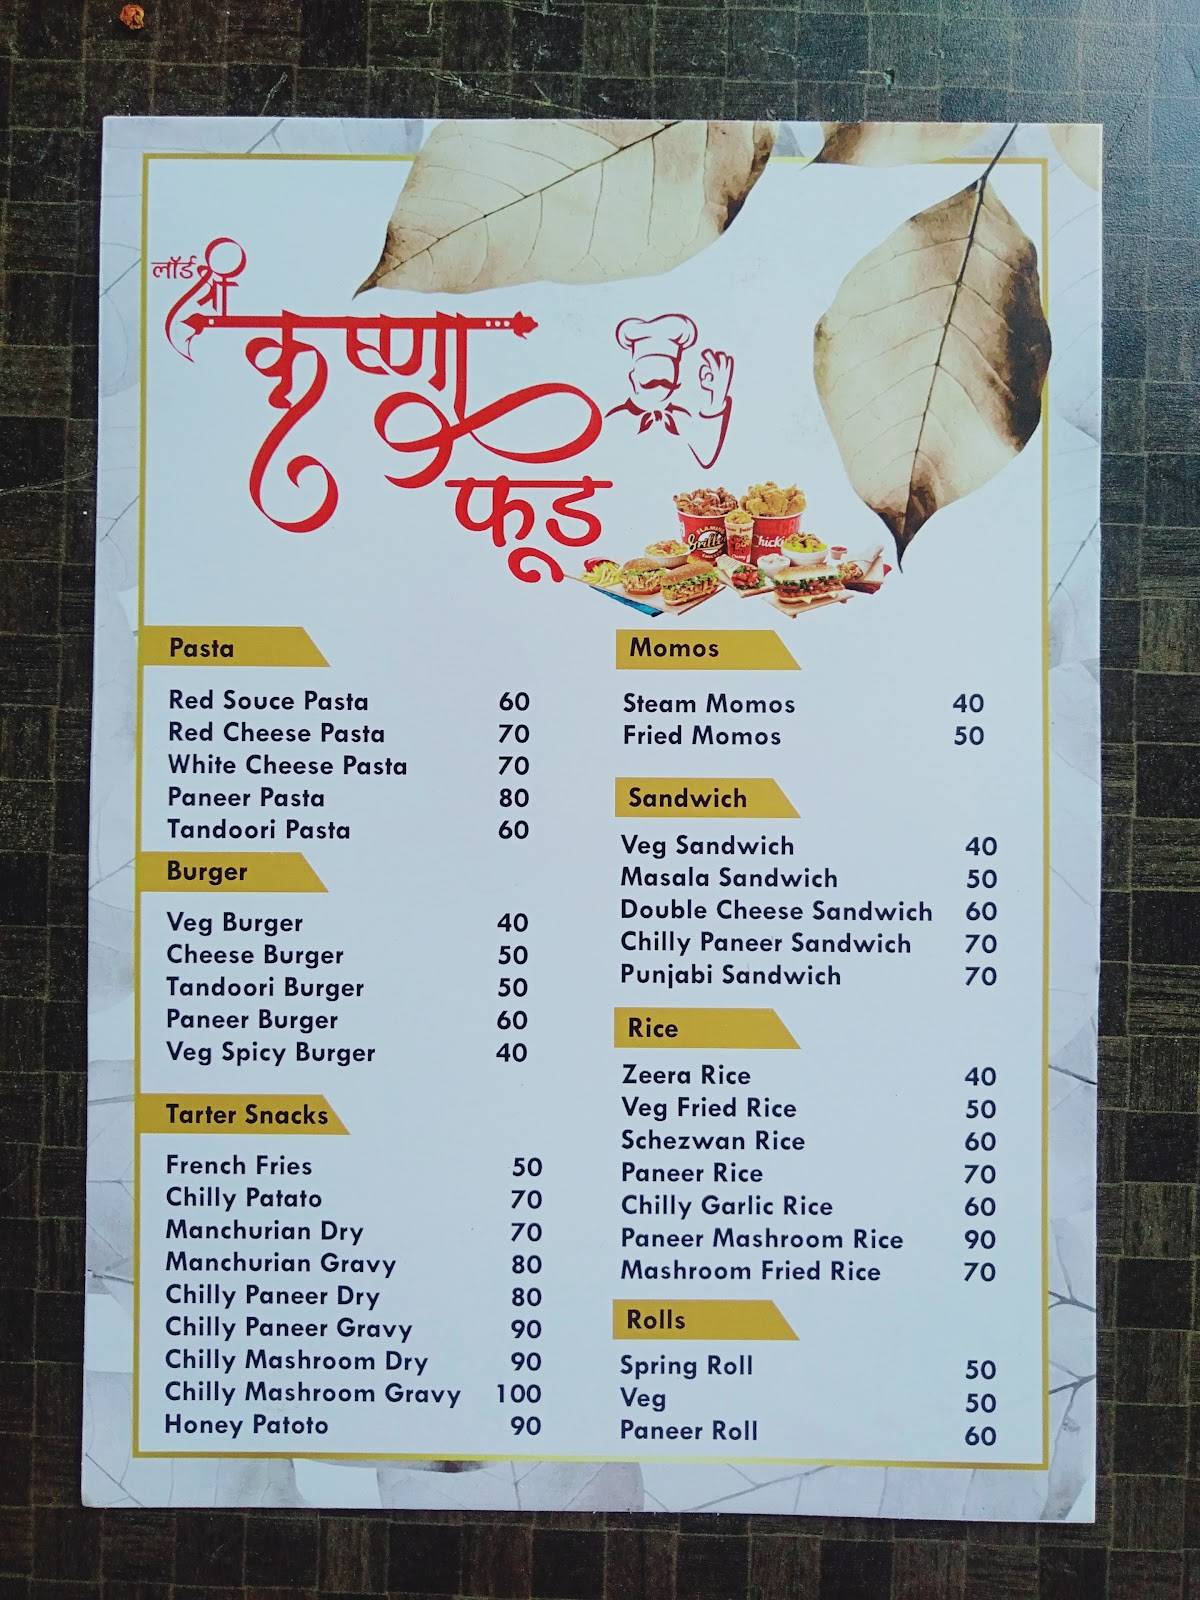 लॉर्ड
श्री
कृष्णा
फूड
Pasta
Red Souce Pasta 60
Red Cheese Pasta 70
White Cheese Pasta 70
Paneer Pasta 80
Tandoori Pasta 60
Burger
Veg Burger 40
Cheese Burger 50
Tandoori Burger 50
Paneer Burger 60
Veg Spicy Burger 40
Tarter Snacks
French Fries 50
Chilly Patato 70
Manchurian Dry 70
Manchurian Gravy 80
Chilly Paneer Dry 80
Chilly Paneer Gravy 90
Chilly Mashroom Dry 90
Chilly Mashroom Gravy 100
Honey Patoto 90
Momos
Steam Momos 40
Fried Momos 50
Sandwich
Veg Sandwich 40
Masala Sandwich 50
Double Cheese Sandwich 60
Chilly Paneer Sandwich 70
Punjabi Sandwich 70
Rice
Zeera Rice 40
Veg Fried Rice 50
Schezwan Rice 60
Paneer Rice 70
Chilly Garlic Rice 60
Paneer Mashroom Rice 90
Mashroom Fried Rice 70
Rolls
Spring Roll 50
Veg 50
Paneer Roll 60